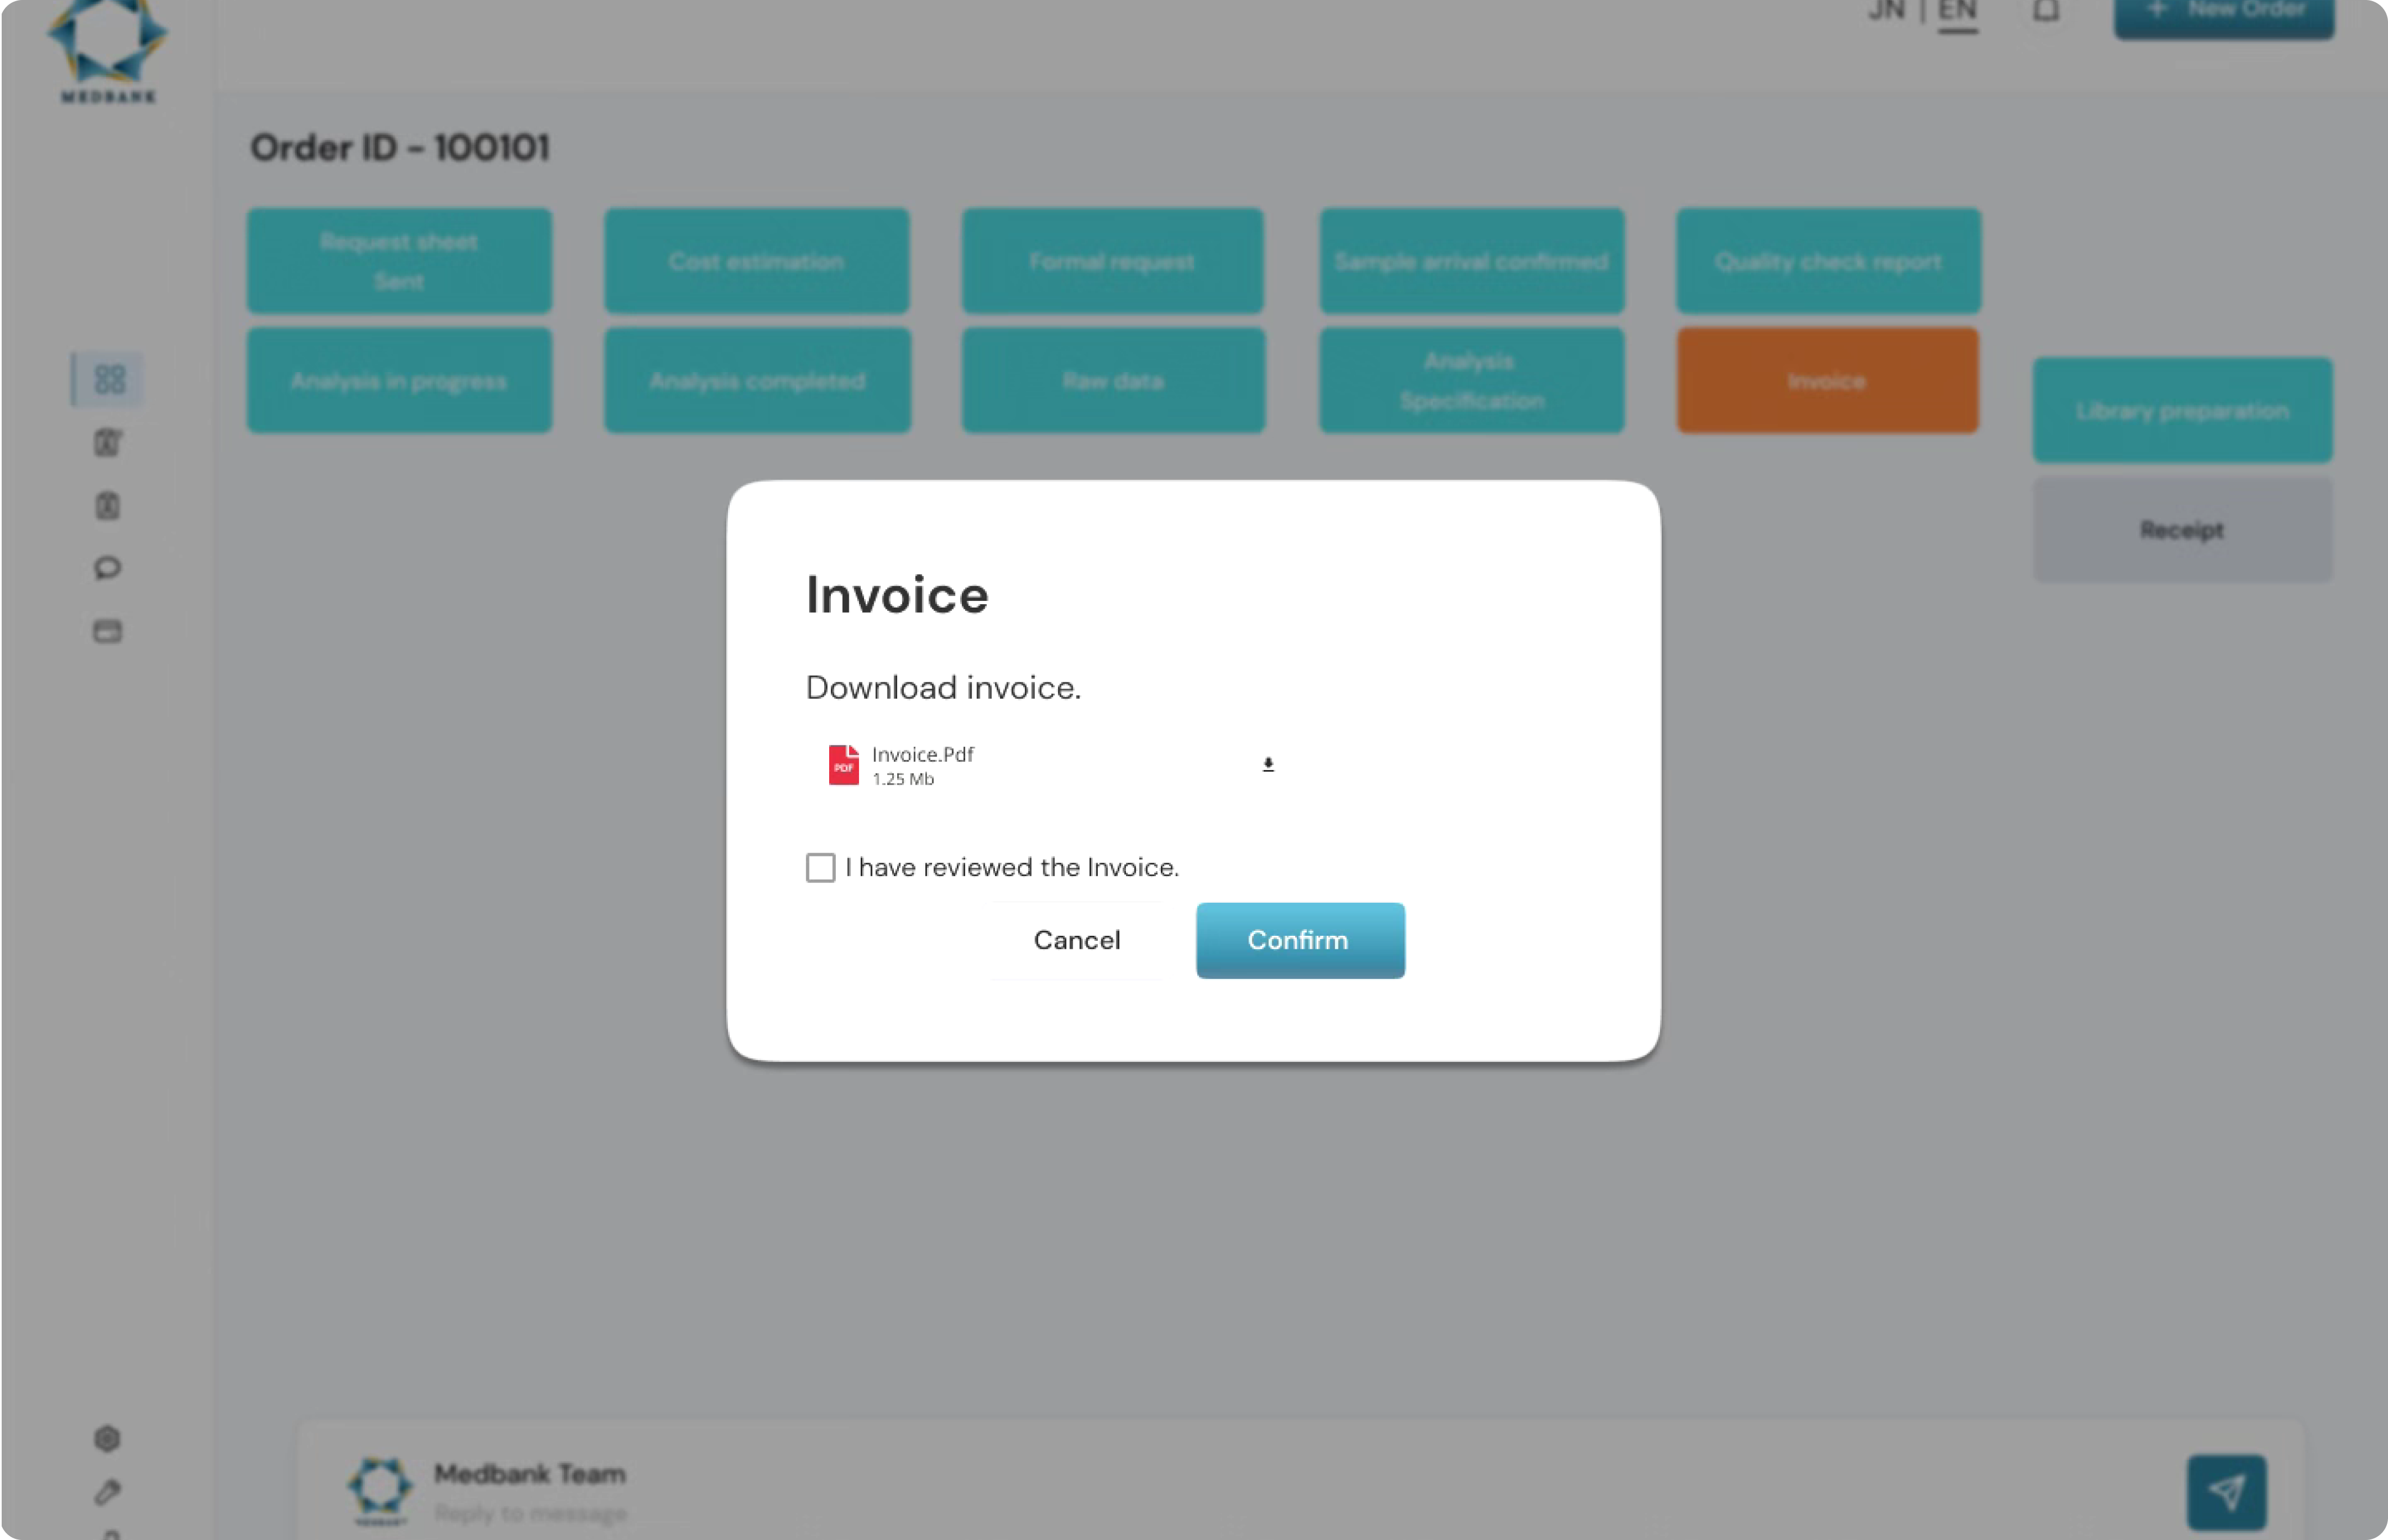 MEDBANK
JN | EN
+ New Order
Order ID - 100101
Request sheet
Sent
Cost estimation
Formal request
Sample arrival confirmed
Quality check report
Analysis in progress
Analysis completed
Raw data
Analysis
Specification
Invoice
Library preparation
Receipt
Invoice
Download invoice.
PDF
Invoice.Pdf
1.25 Mb
I have reviewed the Invoice.
Cancel
Confirm
Medbank Team
Reply to message